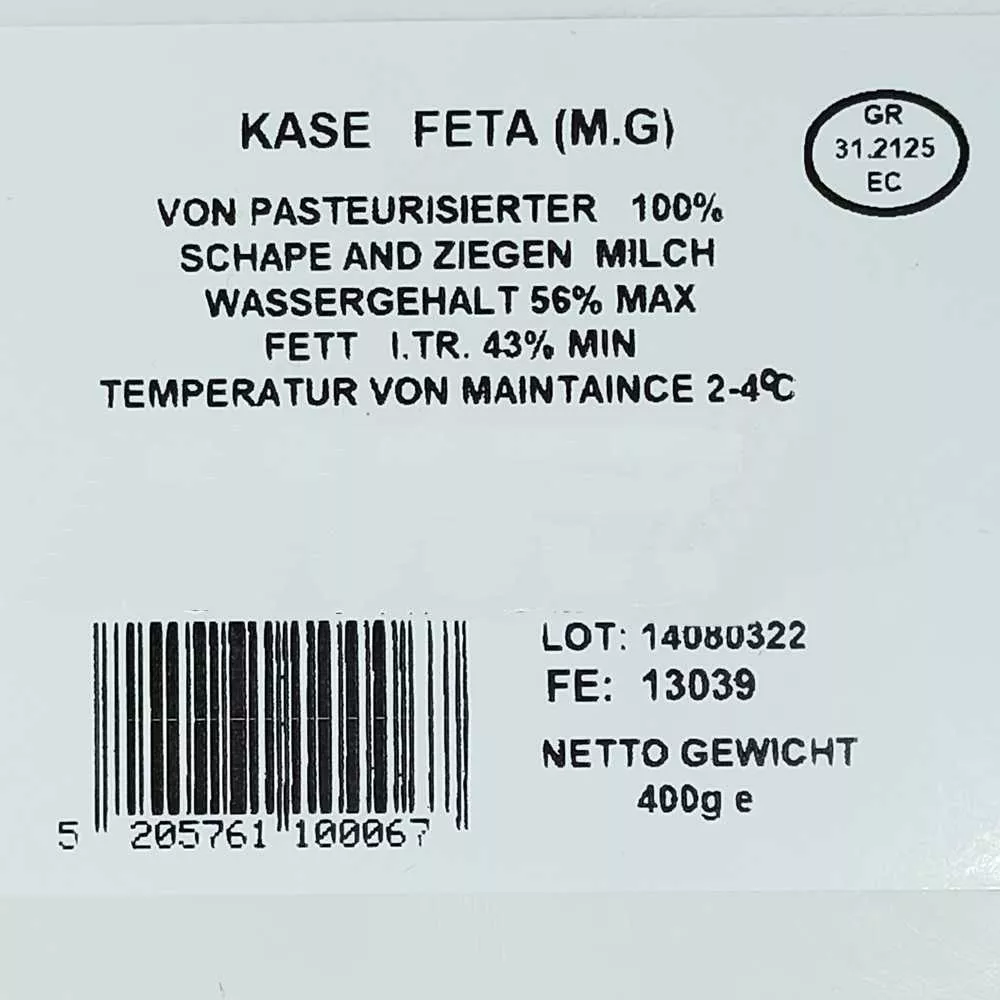 KASE FETA (M.G)
GR
31.2125
EC
VON PASTEURISIERTER 100%
SCHAPE AND ZIEGEN MILCH
WASSERGEHALT 56% MAX
FETT I.TR. 43% MIN
TEMPERATUR VON MAINTAINCE 2-4°C
LOT: 14080322
FE: 13039
NETTO GEWICHT
400g e
5 205761 100067